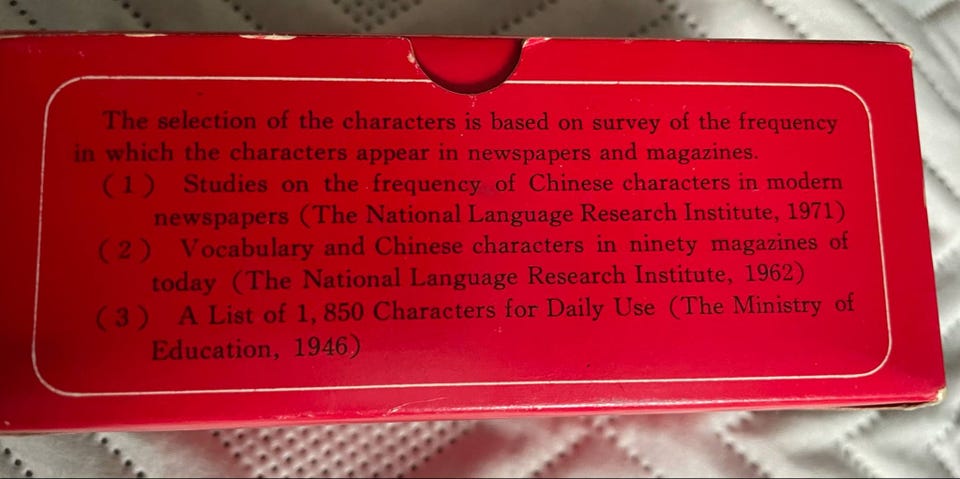 The selection of the characters is based on survey of the frequency
in which the characters appear in newspapers and magazines.
(1) Studies on the frequency of Chinese characters in modern
newspapers (The National Language Research Institute, 1971)
(2) Vocabulary and Chinese characters in ninety magazines of
today (The National Language Research Institute, 1962)
(3) A List of 1,850 Characters for Daily Use (The Ministry of
Education, 1946)